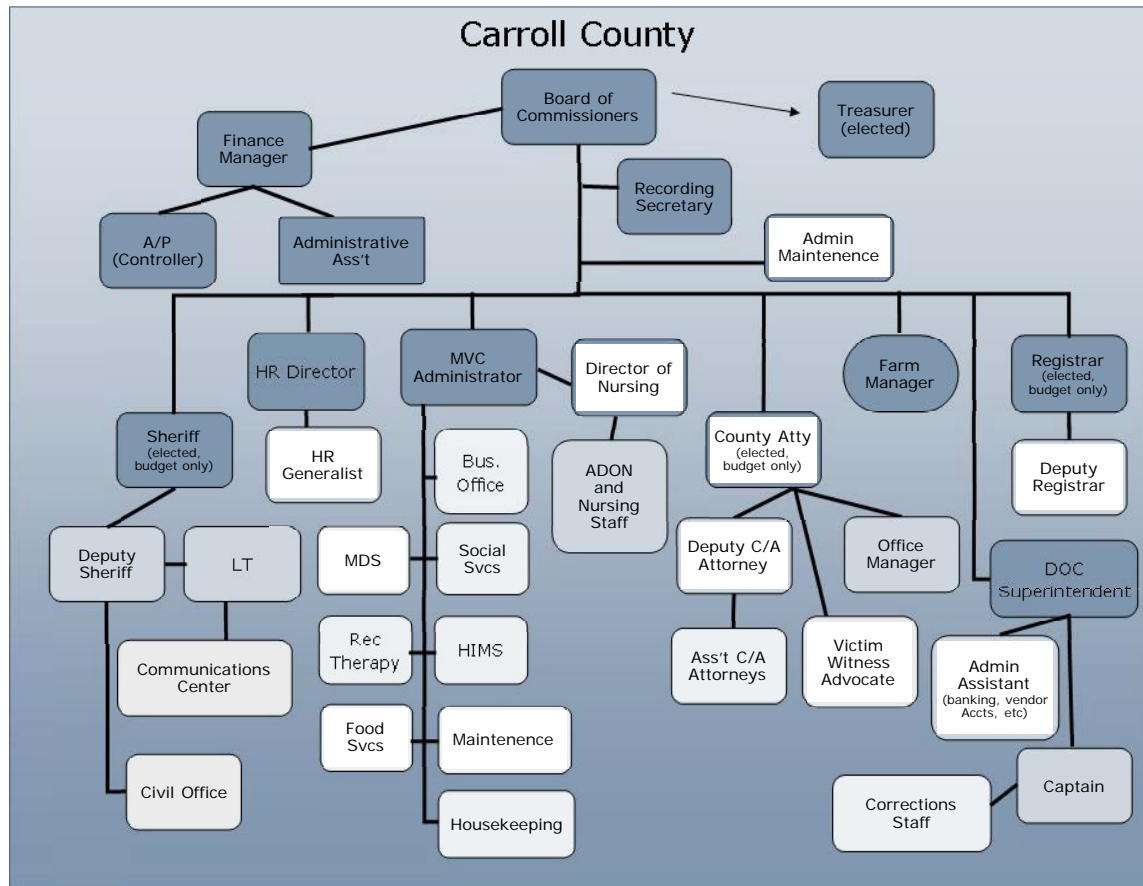 Carroll County
Board of
Commissioners
Treasurer
(elected)
Finance
Manager
Recording
Secretary
A/P
(Controller)
Administrative
Ass't
Admin
Maintenence
HR Director
MVC
Administrator
Director of
Nursing
Farm
Manager
Registrar
(elected,
budget only)
Sheriff
(elected,
budget only)
HR
Generalist
Bus.
Office
ADON
and
Nursing
Staff
County Atty
(elected,
budget only)
Deputy
Registrar
Deputy
Sheriff
LT
MDS
Social
Svcs
Deputy C/A
Attorney
Office
Manager
DOC
Superintendent
Communications
Center
Rec
Therapy
HIMS
Ass't C/A
Attorneys
Victim
Witness
Advocate
Admin
Assistant
(banking, vendor
Accts, etc)
Food
Svcs
Maintenence
Civil Office
Housekeeping
Corrections
Staff
Captain